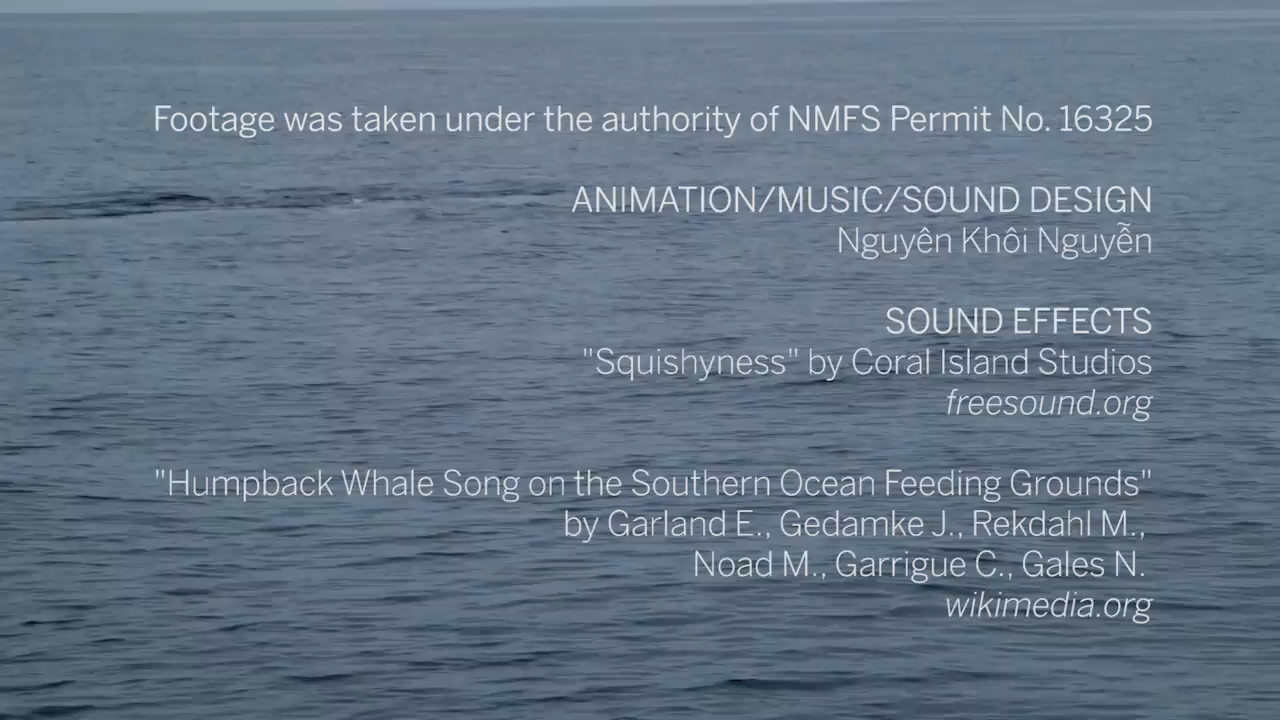 Footage was taken under the authority of NMFS Permit No. 16325
ANIMATION/MUSIC/SOUND DESIGN
Nguyên Khôi Nguyễn
SOUND EFFECTS
"Squishyness" by Coral Island Studios
freesound.org
"Humpback Whale Song on the Southern Ocean Feeding Grounds"
by Garland E., Gedamke J., Rekdahl M.,
Noad M., Garrigue C., Gales N.
wikimedia.org